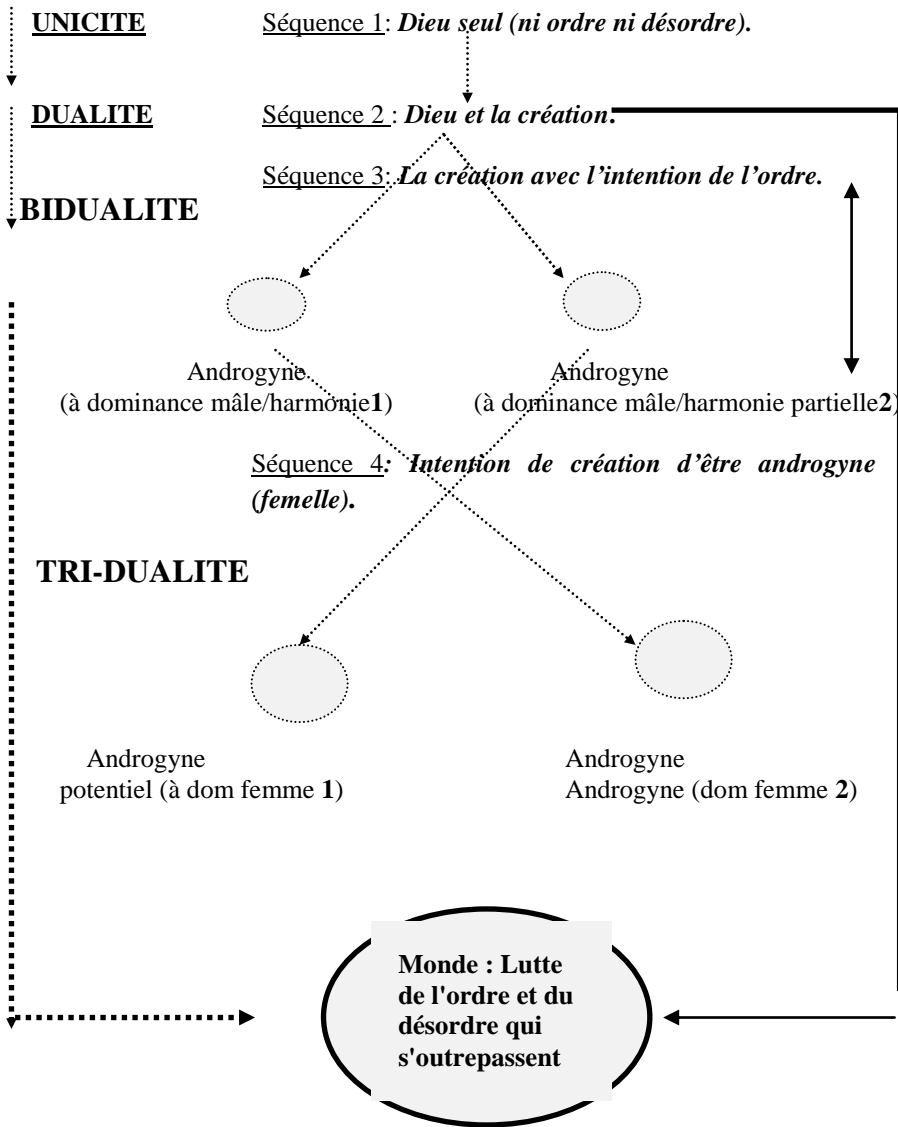 UNICITE Séquence 1: Dieu seul (ni ordre ni désordre).
DUALITE Séquence 2 : Dieu et la création.
Séquence 3: La création avec l’intention de l’ordre.
BIDUALITE
Androgyne Androgyne
(à dominance mâle/harmonie1) (à dominance mâle/harmonie partielle2)
Séquence 4: Intention de création d’être androgyne
(femelle).
TRI-DUALITE
Androgyne Androgyne
potentiel (à dom femme 1) Androgyne (dom femme 2)
Monde : Lutte
de l'ordre et du
désordre qui
s'outrepassent